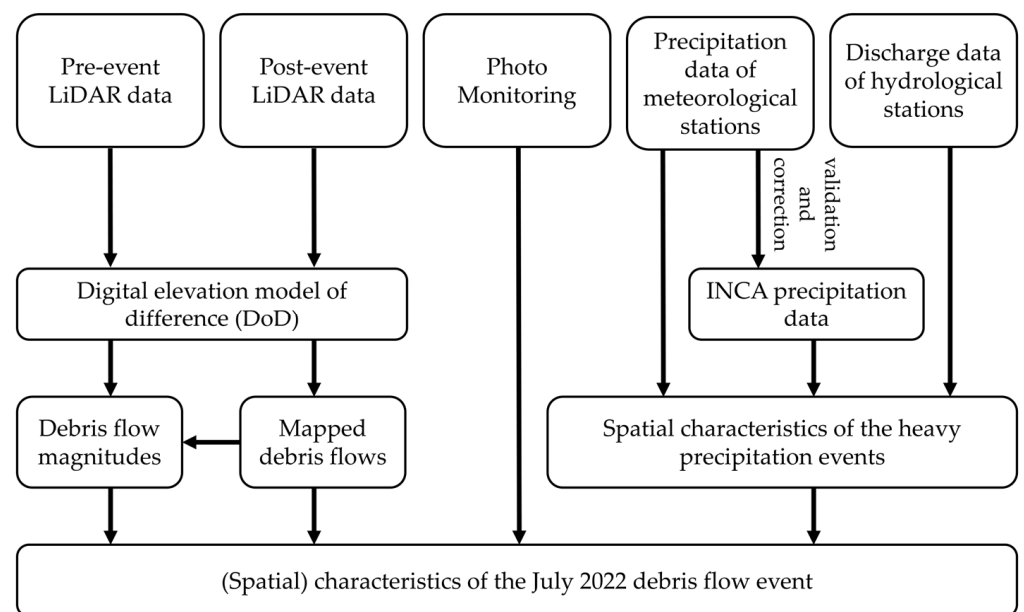 Pre-event
LiDAR data
Post-event
LiDAR data
Photo
Monitoring
Precipitation
data of
meteorological
stations
Discharge data
of hydrological
stations
validation
and
correction
Digital elevation model of
difference (DoD)
INCA precipitation
data
Debris flow
magnitudes
Mapped
debris flows
Spatial characteristics of the heavy
precipitation events
(Spatial) characteristics of the July 2022 debris flow event